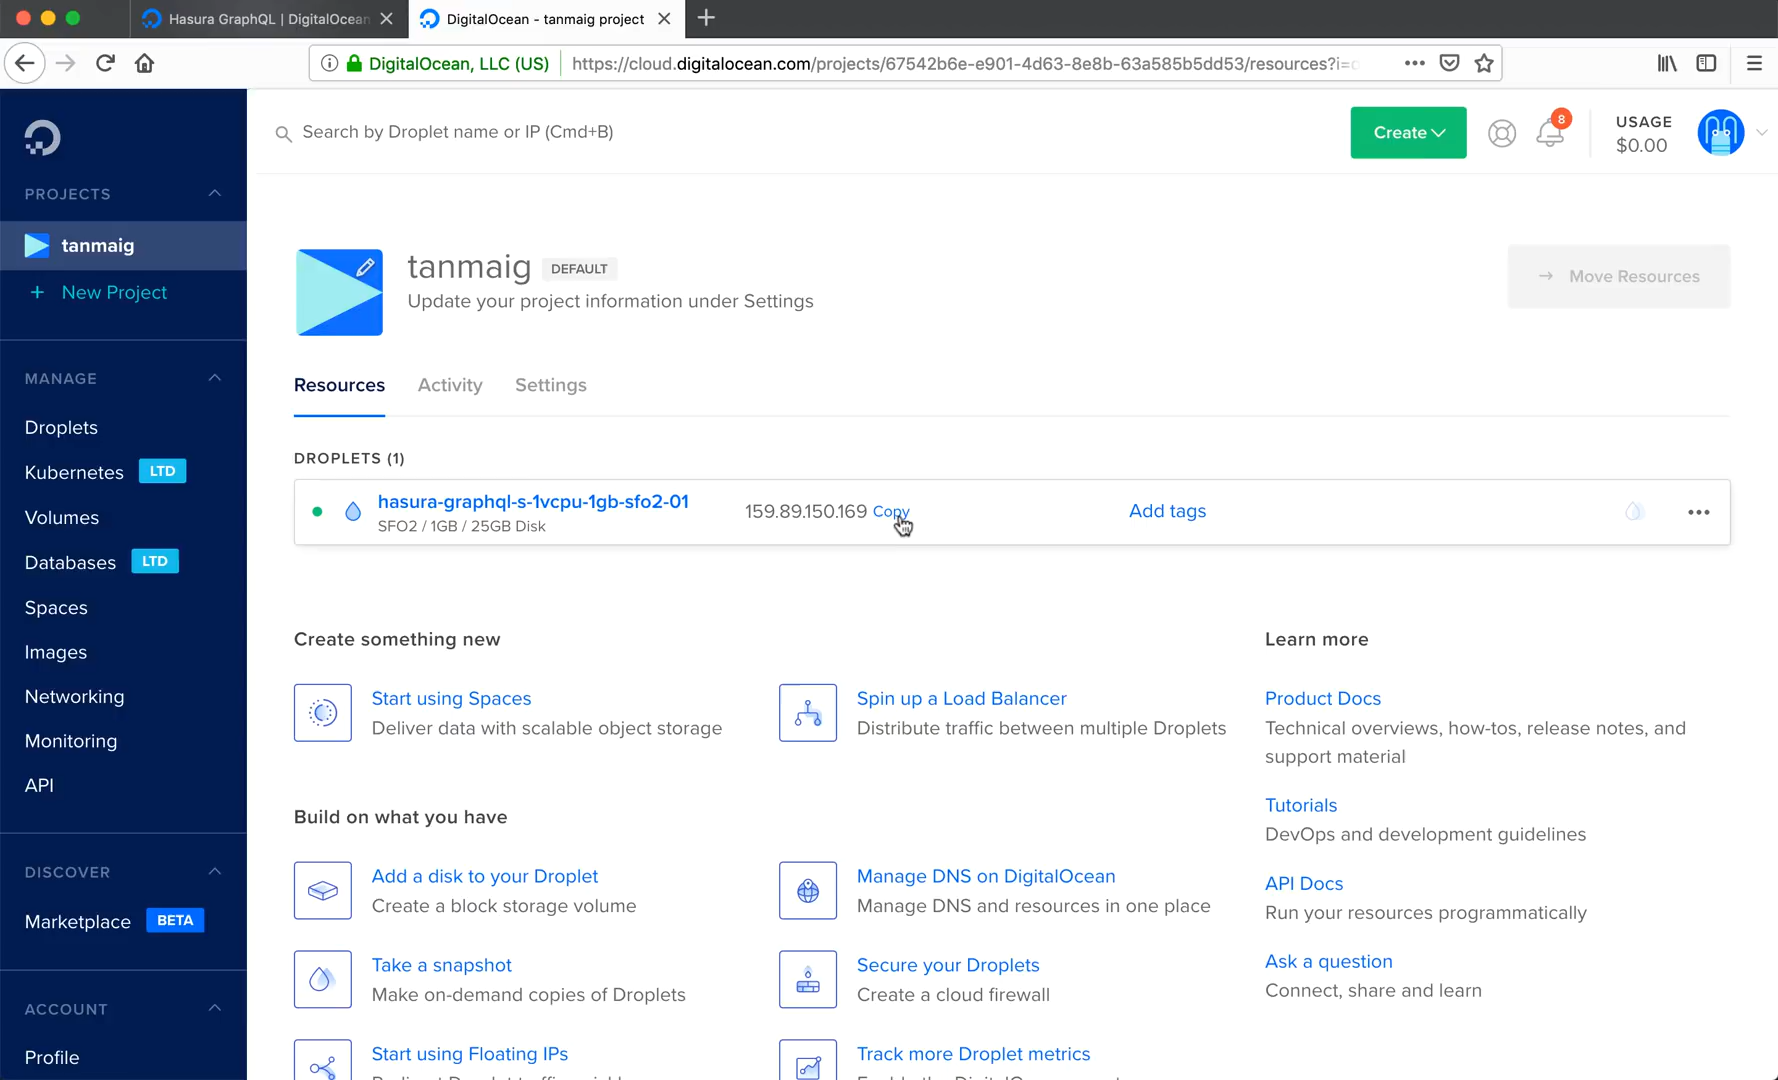 Hasura GraphQL | DigitalOcean
DigitalOcean - tanmaig project
DigitalOcean, LLC (US)
https://cloud.digitalocean.com/projects/67542b6e-e901-4d63-8e8b-63a585b5dd53/resources?i=
Search by Droplet name or IP (Cmd+B)
Create
8
USAGE
$0.00
PROJECTS
tanmaig
+ New Project
MANAGE
Droplets
Kubernetes LTD
Volumes
Databases LTD
Spaces
Images
Networking
Monitoring
API
DISCOVER
Marketplace BETA
ACCOUNT
Profile
tanmaig DEFAULT
Update your project information under Settings
→ Move Resources
Resources Activity Settings
DROPLETS (1)
hasura-graphql-s-1vcpu-1gb-sfo2-01
SFO2 / 1GB / 25GB Disk
159.89.150.169 Copy
Add tags
Create something new
Start using Spaces
Deliver data with scalable object storage
Spin up a Load Balancer
Distribute traffic between multiple Droplets
Build on what you have
Add a disk to your Droplet
Create a block storage volume
Manage DNS on DigitalOcean
Manage DNS and resources in one place
Take a snapshot
Make on-demand copies of Droplets
Secure your Droplets
Create a cloud firewall
Start using Floating IPs
Track more Droplet metrics
Learn more
Product Docs
Technical overviews, how-tos, release notes, and
support material
Tutorials
DevOps and development guidelines
API Docs
Run your resources programmatically
Ask a question
Connect, share and learn